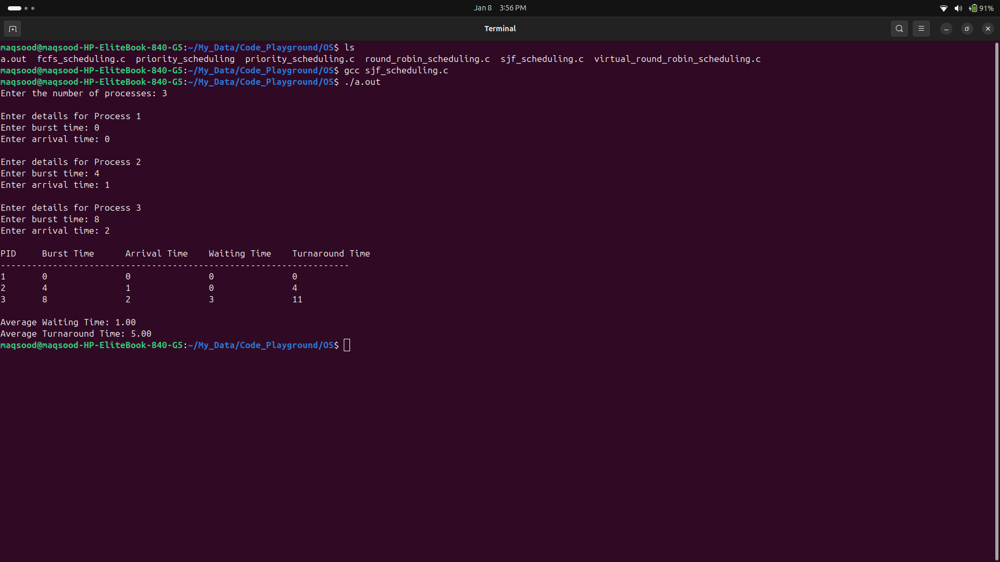 Jan 8 3:56 PM
91%
Terminal
maqsood@maqsood-HP-EliteBook-840-G5:~/My_Data/Code_Playground/OS$ ls
a.out  fcfs_scheduling.c  priority_scheduling  priority_scheduling.c  round_robin_scheduling.c  sjf_scheduling.c  virtual_round_robin_scheduling.c
maqsood@maqsood-HP-EliteBook-840-G5:~/My_Data/Code_Playground/OS$ gcc sjf_scheduling.c
maqsood@maqsood-HP-EliteBook-840-G5:~/My_Data/Code_Playground/OS$ ./a.out
Enter the number of processes: 3
Enter details for Process 1
Enter burst time: 0
Enter arrival time: 0
Enter details for Process 2
Enter burst time: 4
Enter arrival time: 1
Enter details for Process 3
Enter burst time: 8
Enter arrival time: 2
PID     Burst Time      Arrival Time    Waiting Time    Turnaround Time
-------------------------------------------------------------------
1       0               0               0               0
2       4               1               0               4
3       8               2               3               11
Average Waiting Time: 1.00
Average Turnaround Time: 5.00
maqsood@maqsood-HP-EliteBook-840-G5:~/My_Data/Code_Playground/OS$